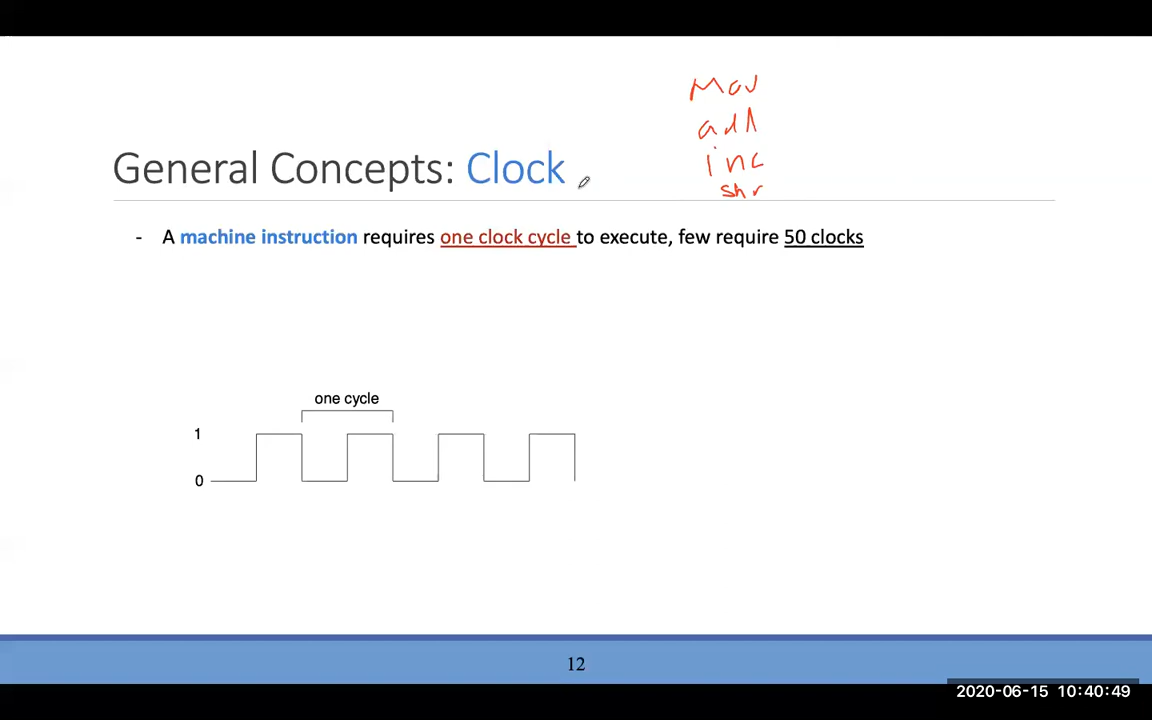 Mov
add
inc
shr
General Concepts: Clock
- A machine instruction requires one clock cycle to execute, few require 50 clocks
one cycle
1
0
12
2020-06-15 10:40:49